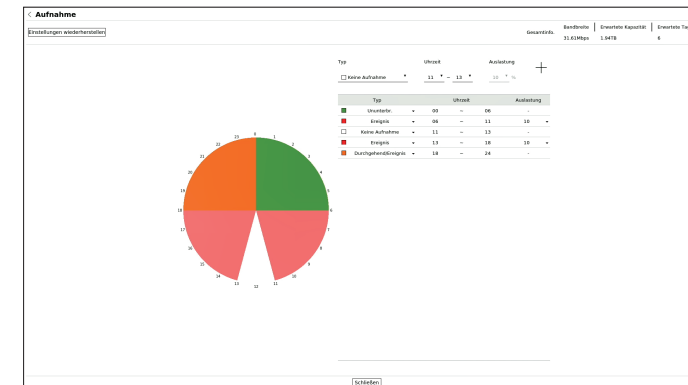 < Aufnahme
Einstellungen wiederherstellen
Gesamtinfo.
Bandbreite Erwartete Kapazität Erwartete Ta
31.61Mbps 1.94TB 6
Typ Uhrzeit Auslastung
Keine Aufnahme 11 ~ 13 10 %
Typ Uhrzeit Auslastung
Ununterbr. 00 ~ 06 -
Ereignis 06 ~ 11 10
Keine Aufnahme 11 ~ 13 -
Ereignis 13 ~ 18 10
Durchgehend/Ereignis 18 ~ 24 -
0
1
2
3
4
5
6
7
8
9
10
11
12
13
14
15
16
17
18
19
20
21
22
23
Schließen